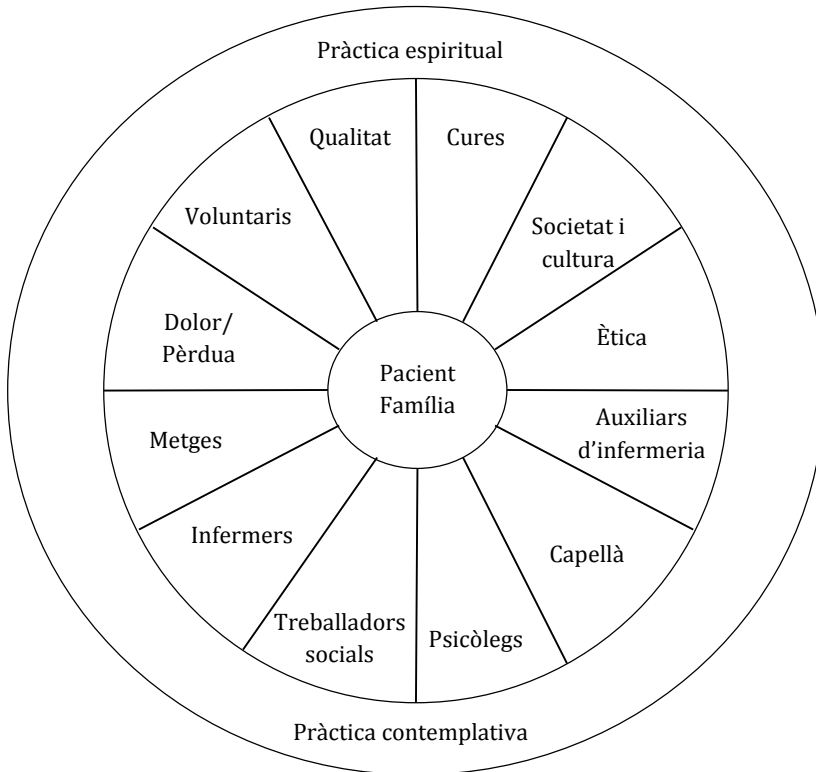 Pràctica espiritual
Qualitat
Cures
Voluntaris
Societat i
cultura
Dolor/
Pèrdua
Ètica
Pacient
Família
Metges
Auxiliars
d’infermeria
Infermers
Capellà
Treballadors
socials
Psicòlegs
Pràctica contemplativa